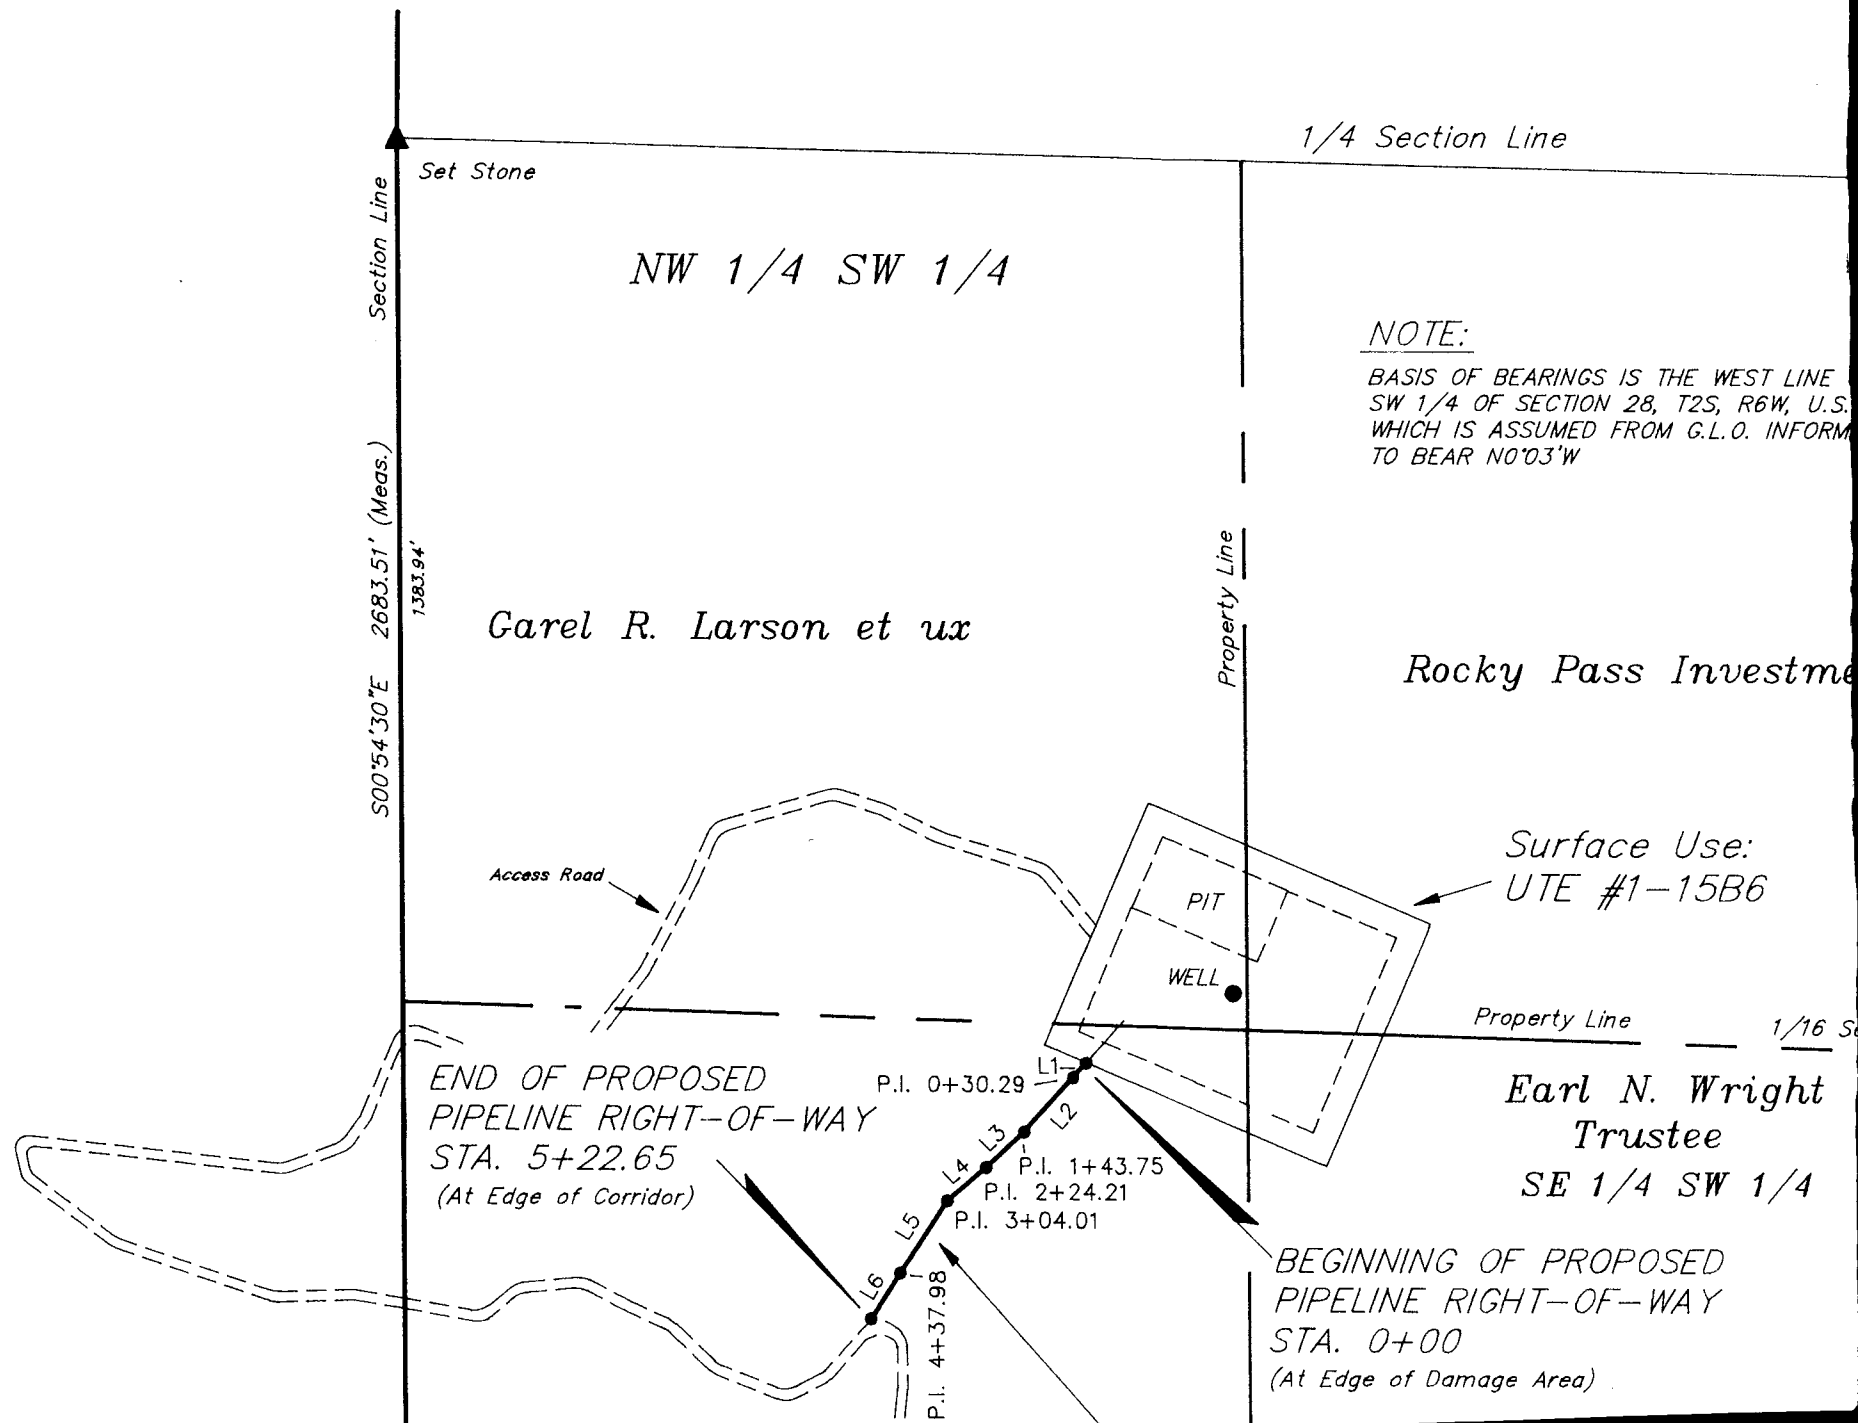 1/4 Section Line
Set Stone
Section Line
NW 1/4 SW 1/4
NOTE:
BASIS OF BEARINGS IS THE WEST LINE
SW 1/4 OF SECTION 28, T2S, R6W, U.S.
WHICH IS ASSUMED FROM G.L.O. INFORM
TO BEAR N0°03'W
S00°54'30"E 2683.51' (Meas.)
1383.94'
Property Line
Garel R. Larson et ux
Rocky Pass Investme
Surface Use:
UTE #1-15B6
Access Road
PIT
WELL
Property Line
1/16 Se
END OF PROPOSED
PIPELINE RIGHT-OF-WAY
STA. 5+22.65
(At Edge of Corridor)
L1
P.I. 0+30.29
L2
L3
P.I. 1+43.75
L4
P.I. 2+24.21
P.I. 3+04.01
L5
L6
P.I. 4+37.98
Earl N. Wright
Trustee
SE 1/4 SW 1/4
BEGINNING OF PROPOSED
PIPELINE RIGHT-OF-WAY
STA. 0+00
(At Edge of Damage Area)